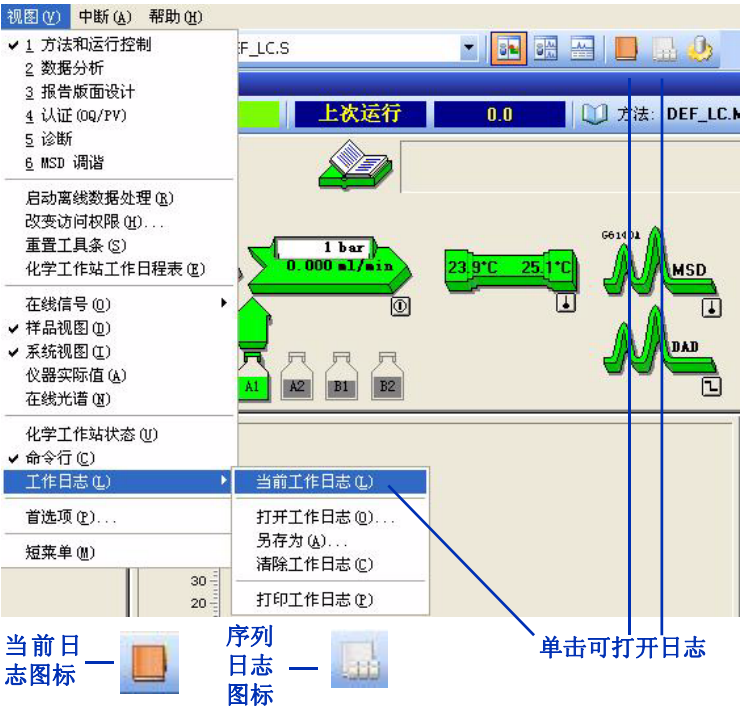 视图(V) 中断(A) 帮助(H)
✓ 1 方法和运行控制
2 数据分析
3 报告版面设计
4 认证(OQ/PV)
5 诊断
6 MSD 调谐
启动离线数据处理(R)
改变访问权限(H)...
重置工具条(S)
化学工作站工作日程表(E)
在线信号(O)
✓ 样品视图(D)
✓ 系统视图(I)
仪器实际值(A)
在线光谱(N)
化学工作站状态(U)
✓ 命令行(C)
工作日志(L)
首选项(P)...
短菜单(M)
当前工作日志(L)
打开工作日志(O)...
另存为(A)...
清除工作日志(C)
打印工作日志(P)
F_LC.S
上次运行 0.0 方法: DEF_LC.M
1 bar
0.000 ml/min
23.9°C 25.1°C
MSD
DAD
A1 A2 B1 B2
30
20
当前日
志图标
序列
日志
图标
单击可打开日志